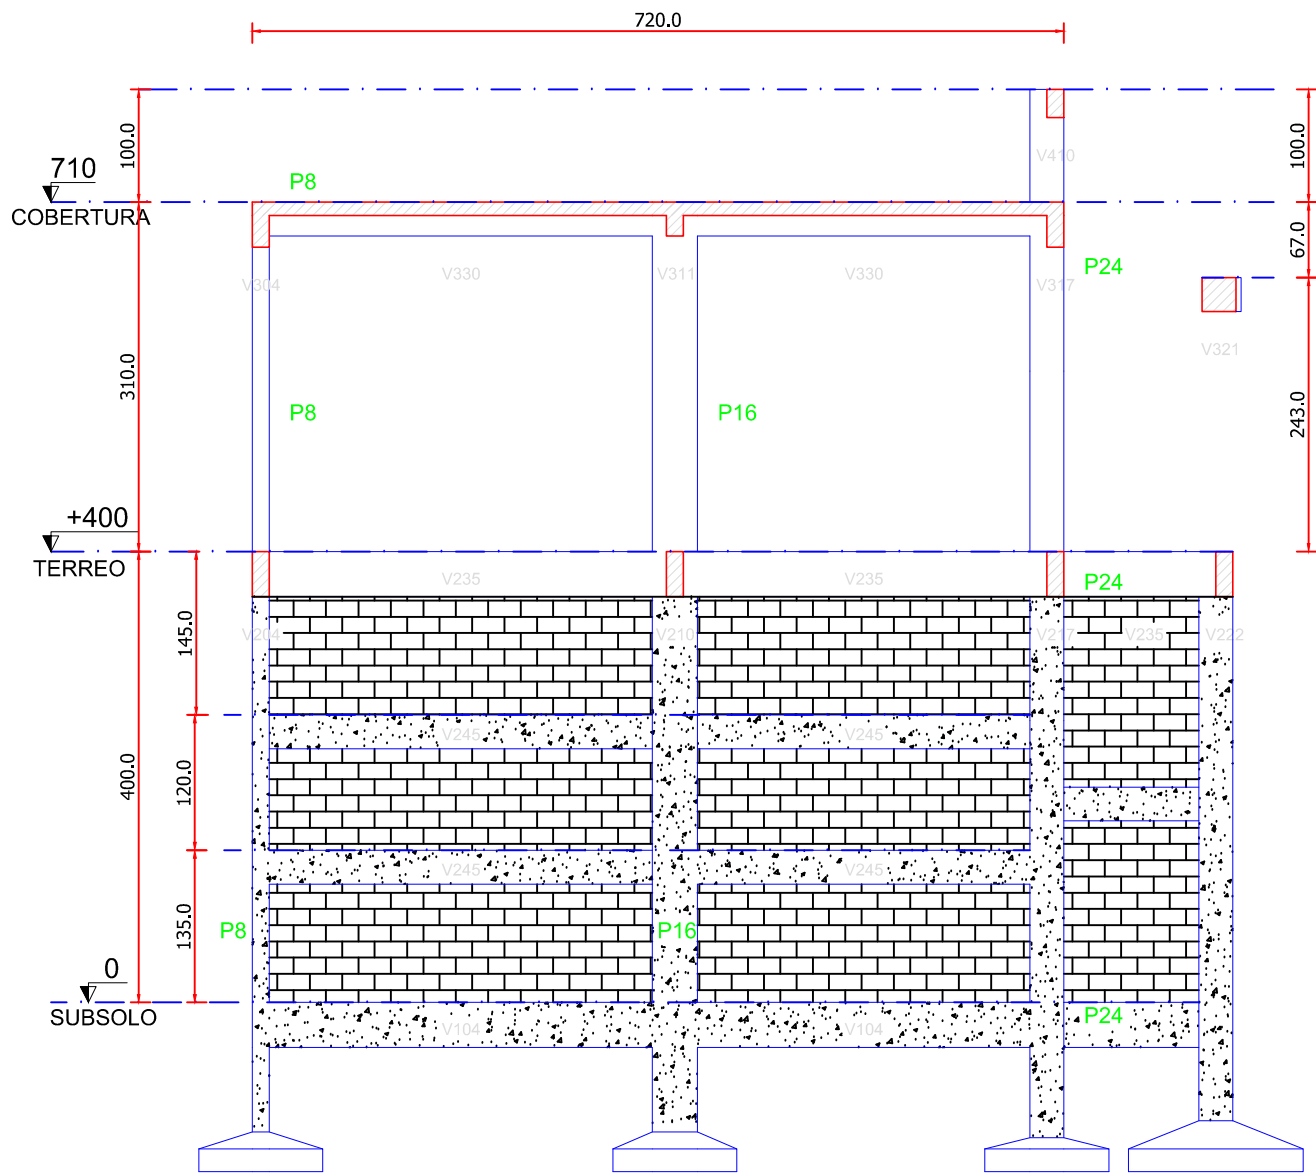 720.0
100.0
100.0
V410
710
P8
COBERTURA
67.0
P24
V330
V311
V330
V304
V317
V321
310.0
243.0
P8
P16
+400
TERREO
V235
V235
P24
V204
V210
V217
V235
V222
145.0
V245
V245
400.0
120.0
V245
V245
135.0
P8
P16
0
SUBSOLO
V104
V104
P24